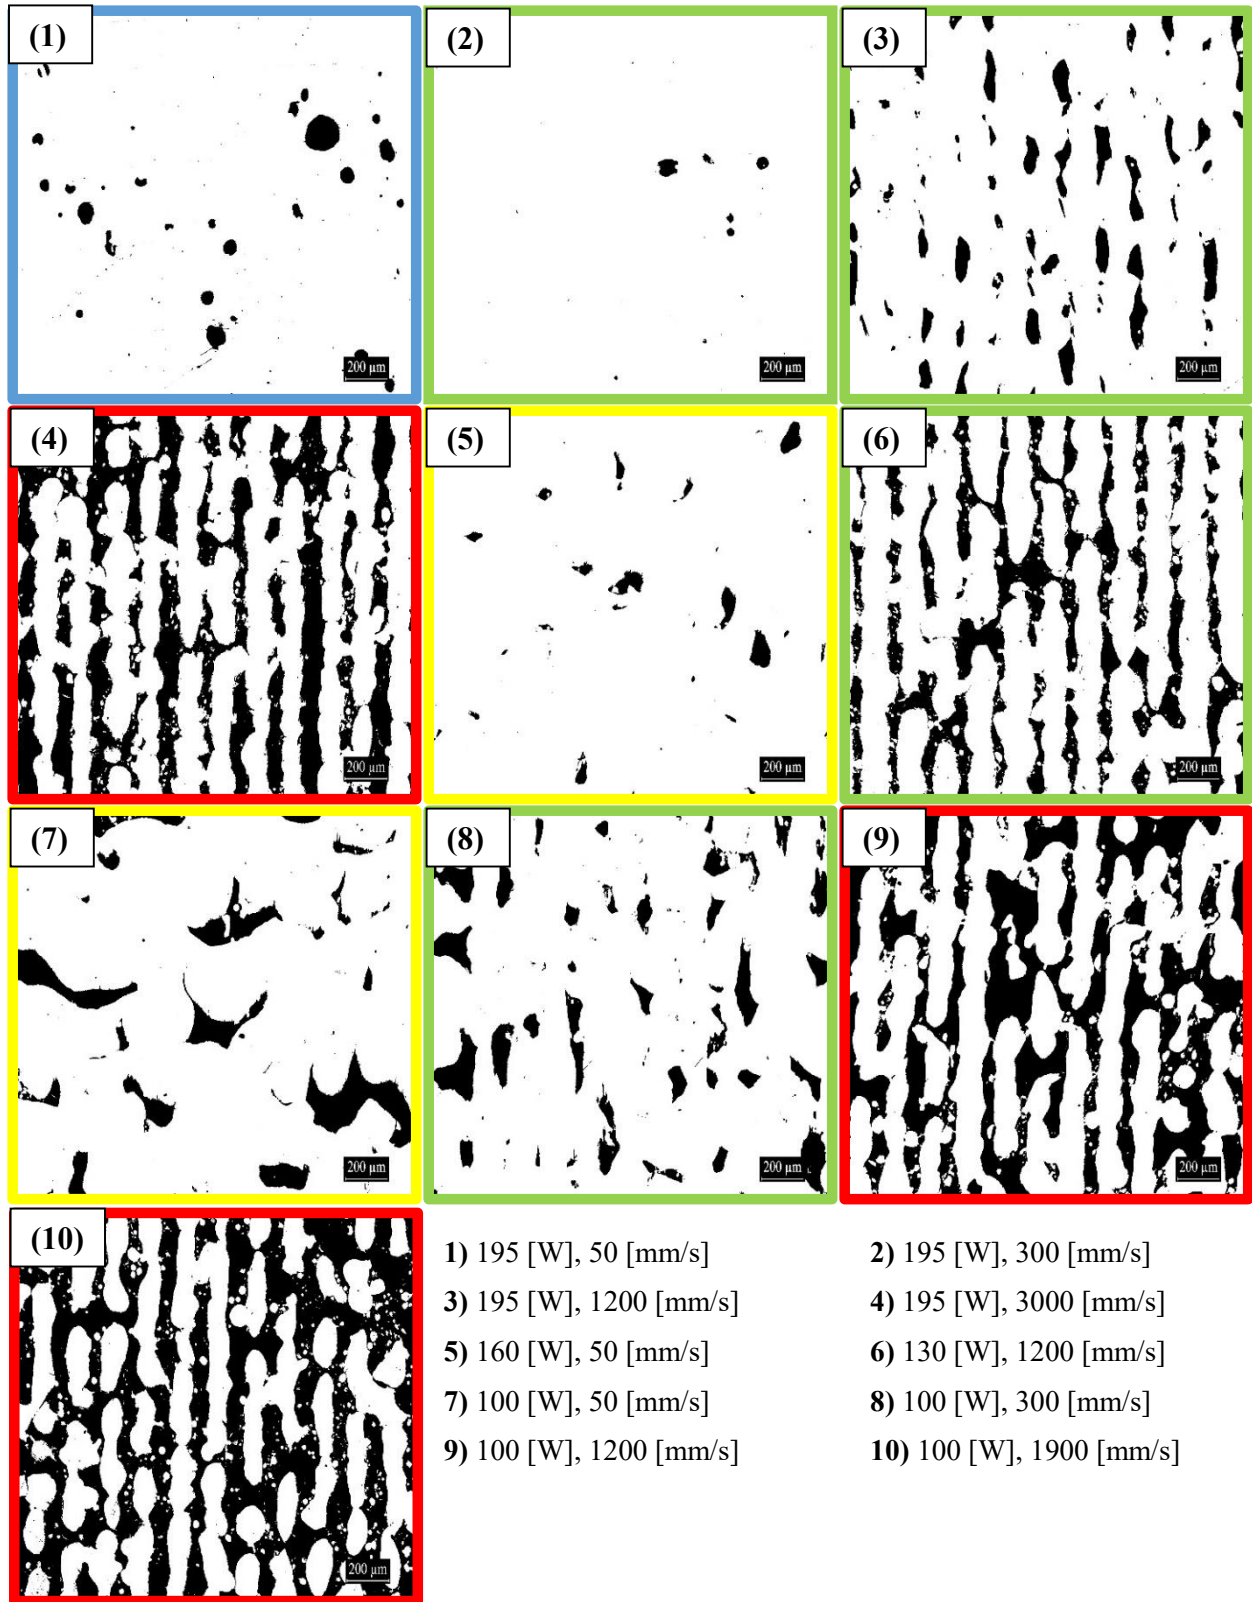 (1)
(2)
(3)
200 µm
200 µm
200 µm
(4)
(5)
(6)
200 µm
200 µm
200 µm
(7)
(8)
(9)
200 µm
200 µm
200 µm
(10)
1) 195 [W], 50 [mm/s]
2) 195 [W], 300 [mm/s]
3) 195 [W], 1200 [mm/s]
4) 195 [W], 3000 [mm/s]
5) 160 [W], 50 [mm/s]
6) 130 [W], 1200 [mm/s]
7) 100 [W], 50 [mm/s]
8) 100 [W], 300 [mm/s]
9) 100 [W], 1200 [mm/s]
10) 100 [W], 1900 [mm/s]
200 µm